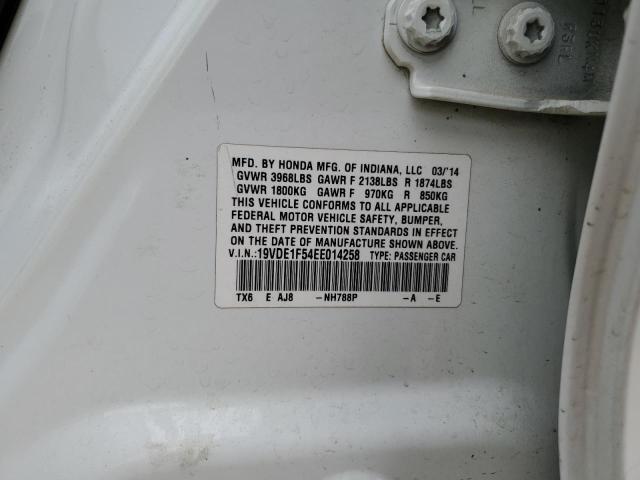 MFD. BY HONDA MFG. OF INDIANA, LLC 03/'14
GVWR 3968LBS GAWR F 2138LBS R 1874LBS
GVWR 1800KG GAWR F 970KG R 850KG
THIS VEHICLE CONFORMS TO ALL APPLICABLE
FEDERAL MOTOR VEHICLE SAFETY, BUMPER,
AND THEFT PREVENTION STANDARDS IN EFFECT
ON THE DATE OF MANUFACTURE SHOWN ABOVE.
V.I.N.: 19VDE1F54EE014258 TYPE: PASSENGER CAR
TX6 E AJ8 -NH788P -A -E